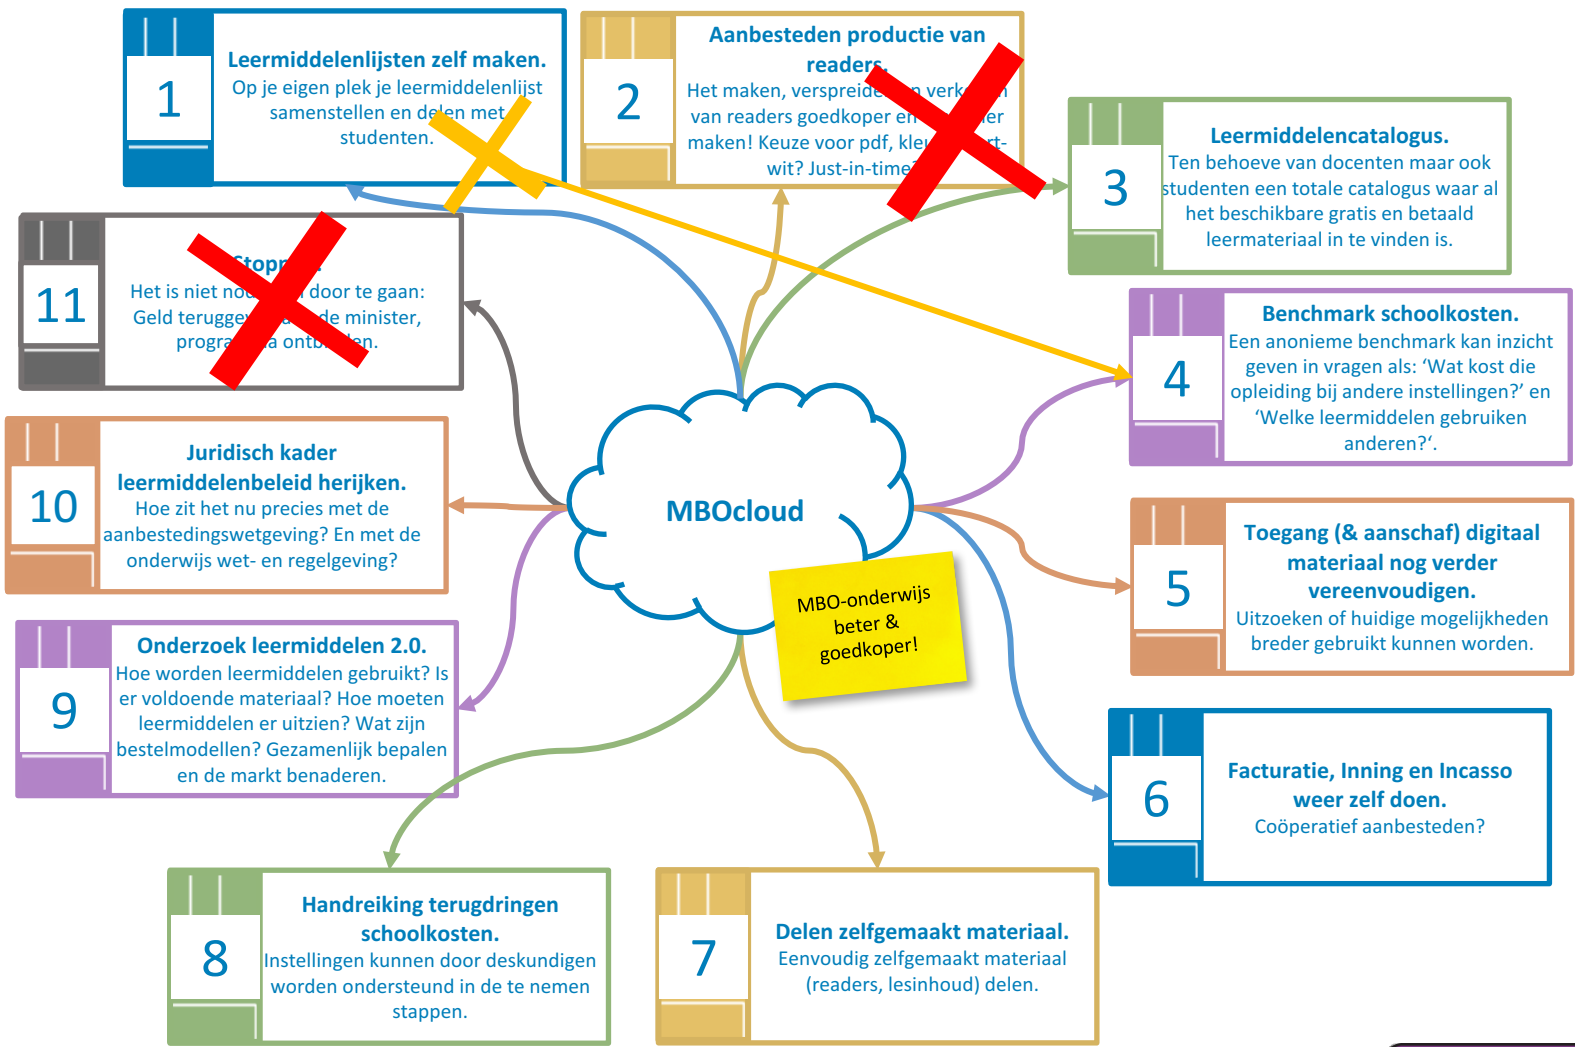 1
Leermiddelenlijsten zelf maken.
Op je eigen plek je leermiddelenlijst
samenstellen en delen met
studenten.
2
Aanbesteden productie van
readers.
Het maken, verspreiden en verkopen
van readers goedkoper en
maken! Keuze voor pdf,
wit? Just-in-time?
3
Leermiddelencatalogus.
Ten behoeve van docenten maar ook
studenten een totale catalogus waar al
het beschikbare gratis en betaald
leermateriaal in te vinden is.
4
Benchmark schoolkosten.
Een anonieme benchmark kan inzicht
geven in vragen als: ‘Wat kost die
opleiding bij andere instellingen?’ en
‘Welke leermiddelen gebruiken
anderen?‘.
5
Toegang (& aanschaf) digitaal
materiaal nog verder
vereenvoudigen.
Uitzoeken of huidige mogelijkheden
breder gebruikt kunnen worden.
6
Facturatie, Inning en Incasso
weer zelf doen.
Coöperatief aanbesteden?
7
Delen zelfgemaakt materiaal.
Eenvoudig zelfgemaakt materiaal
(readers, lesinhoud) delen.
8
Handreiking terugdringen
schoolkosten.
Instellingen kunnen door deskundigen
worden ondersteund in de te nemen
stappen.
9
Onderzoek leermiddelen 2.0.
Hoe worden leermiddelen gebruikt? Is
er voldoende materiaal? Hoe moeten
leermiddelen er uitzien? Wat zijn
bestelmodellen? Gezamenlijk bepalen
en de markt benaderen.
10
Juridisch kader
leermiddelenbeleid herijken.
Hoe zit het nu precies met de
aanbestedingswetgeving? En met de
onderwijs wet- en regelgeving?
11
Stoppen.
Het is niet door te gaan:
Geld teruggeven de minister,
programma ontbinden.
MBOcloud
MBO-onderwijs
beter &
goedkoper!